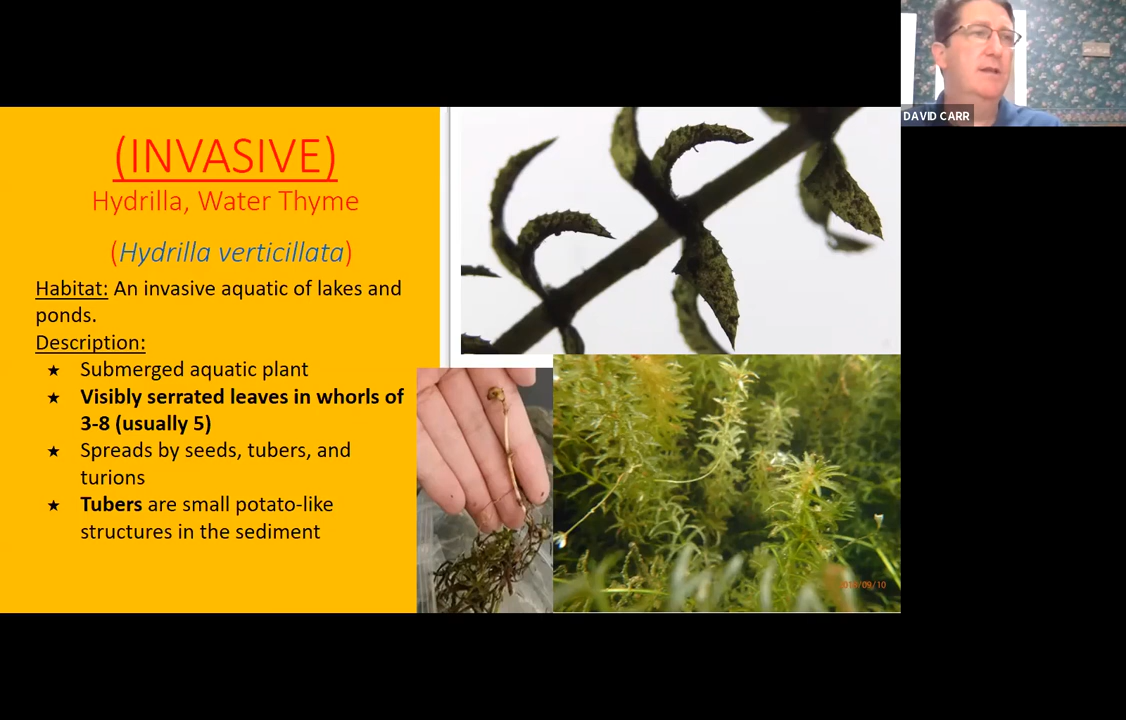 (INVASIVE)
Hydrilla, Water Thyme
(Hydrilla verticillata)
Habitat: An invasive aquatic of lakes and
ponds.
Description:
★ Submerged aquatic plant
★ Visibly serrated leaves in whorls of
3-8 (usually 5)
★ Spreads by seeds, tubers, and
turions
★ Tubers are small potato-like
structures in the sediment
DAVID CARR